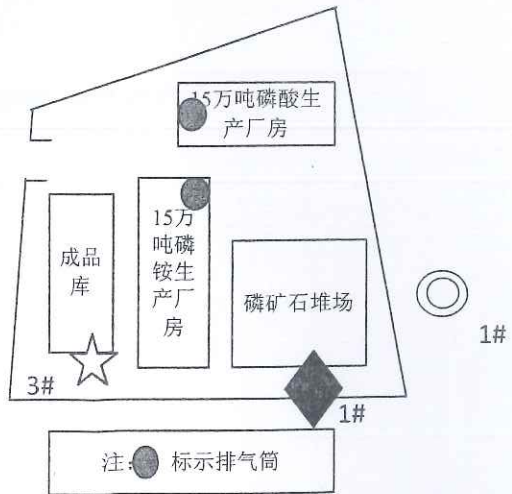 15万吨磷酸生
产厂房
15万
吨磷
铵生
产厂
房
成品
库
磷矿石堆场
1#
3#
1#
注： 标示排气筒